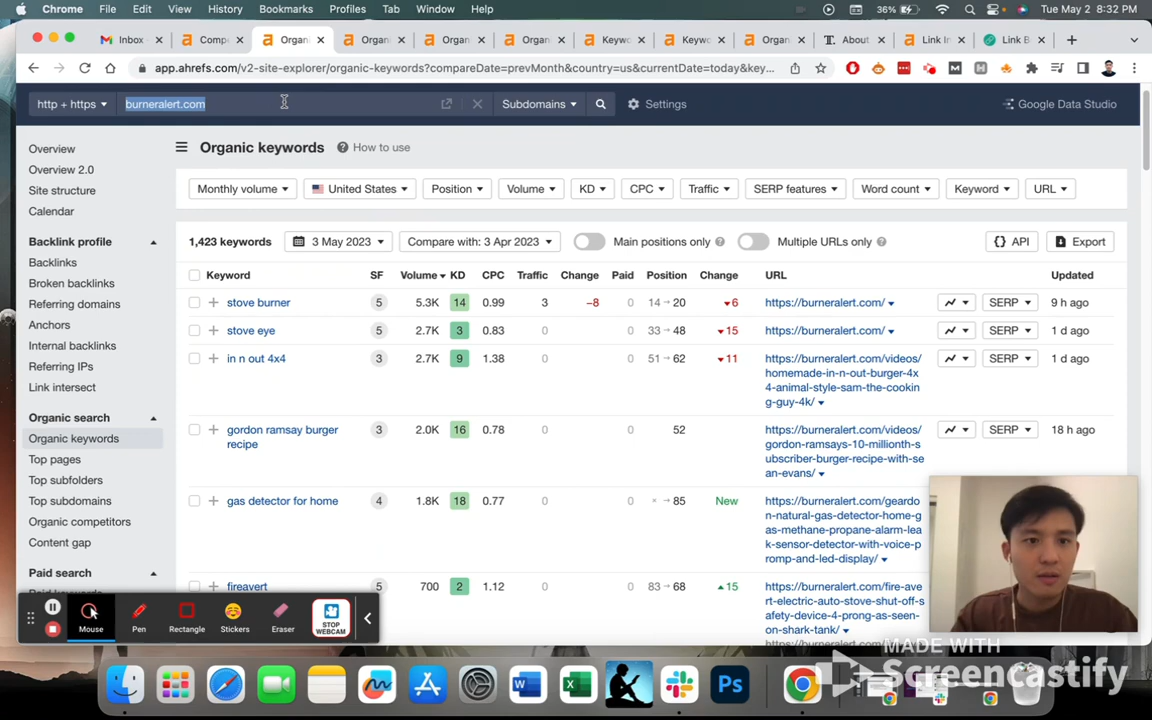 Chrome File Edit View History Bookmarks Profiles Tab Window Help 36% Tue May 2 8:32 PM
Inbox - Comp Organi Organi Organ Organ Keywo Keywo Organ T. About Link In Link B
app.ahrefs.com/v2-site-explorer/organic-keywords?compareDate=prevMonth&country=us&currentDate=today&key...
http + https burneralert.com Subdomains Settings Google Data Studio
Overview
Overview 2.0
Site structure
Calendar
Backlink profile
Backlinks
Broken backlinks
Referring domains
Anchors
Internal backlinks
Referring IPs
Link intersect
Organic search
Organic keywords
Top pages
Top subfolders
Top subdomains
Organic competitors
Content gap
Paid search
Organic keywords ? How to use
Monthly volume United States Position Volume KD CPC Traffic SERP features Word count Keyword URL
1,423 keywords 3 May 2023 Compare with: 3 Apr 2023 Main positions only ? Multiple URLs only ? {} API Export
Keyword SF Volume KD CPC Traffic Change Paid Position Change URL Updated
stove burner 5 5.3K 14 0.99 3 −8 0 14 → 20 6 https://burneralert.com/ SERP 9 h ago
stove eye 5 2.7K 3 0.83 0 0 33 → 48 15 https://burneralert.com/ SERP 1 d ago
in n out 4x4 3 2.7K 9 1.38 0 0 51 → 62 11 https://burneralert.com/videos/ SERP 1 d ago
homemade-in-n-out-burger-4x
4-animal-style-sam-the-cookin
g-guy-4k/
gordon ramsay burger 3 2.0K 16 0.78 0 0 52 https://burneralert.com/videos/ SERP 18 h ago
recipe gordon-ramsays-10-millionth-s
ubscriber-burger-recipe-with-se
an-evans/
gas detector for home 4 1.8K 18 0.77 0 0 → 85 New https://burneralert.com/geardo
n-natural-gas-detector-home-g
as-methane-propane-alarm-lea
k-sensor-detector-with-voice-p
romp-and-led-display/
fireavert 5 700 2 1.12 0 0 83 → 68 15 https://burneralert.com/fire-ave
rt-electric-auto-stove-shut-off-s
afety-device-4-prong-as-seen-
on-shark-tank/
Mouse Pen Rectangle Stickers Eraser STOP WEBCAM
MADE WITH
Screencastify
W X Ps